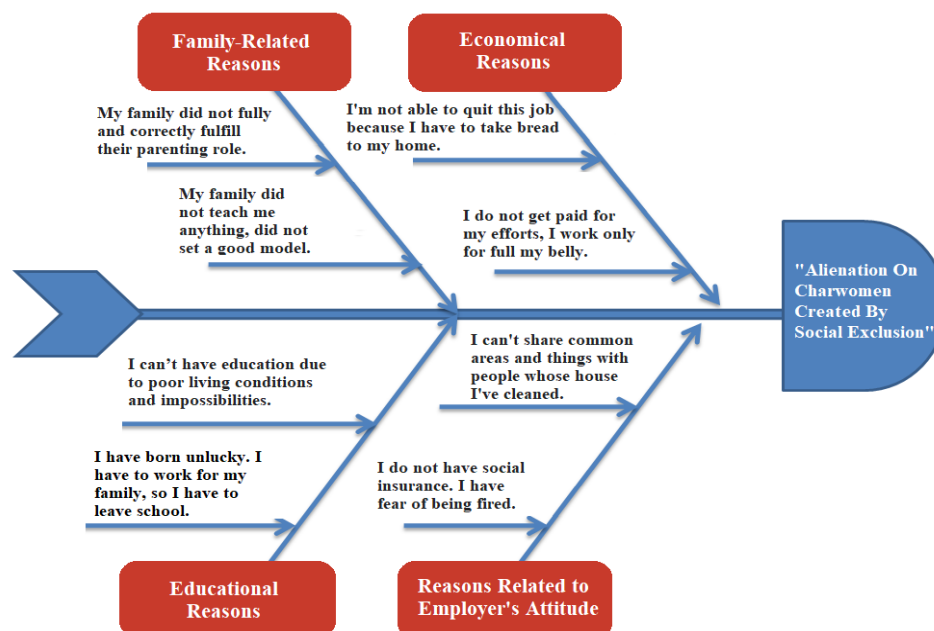 Family-Related
Reasons
Economical
Reasons
My family did not fully
and correctly fulfill
their parenting role.
I'm not able to quit this job
because I have to take bread
to my home.
My family did
not teach me
anything, did not
set a good model.
I do not get paid for
my efforts, I work only
for full my belly.
"Alienation On
Charwomen
Created By
Social Exclusion"
I can't share common
areas and things with
people whose house
I've cleaned.
I can’t have education due
to poor living conditions
and impossibilities.
I have born unlucky. I
have to work for my
family, so I have to
leave school.
I do not have social
insurance. I have
fear of being fired.
Educational
Reasons
Reasons Related to
Employer's Attitude